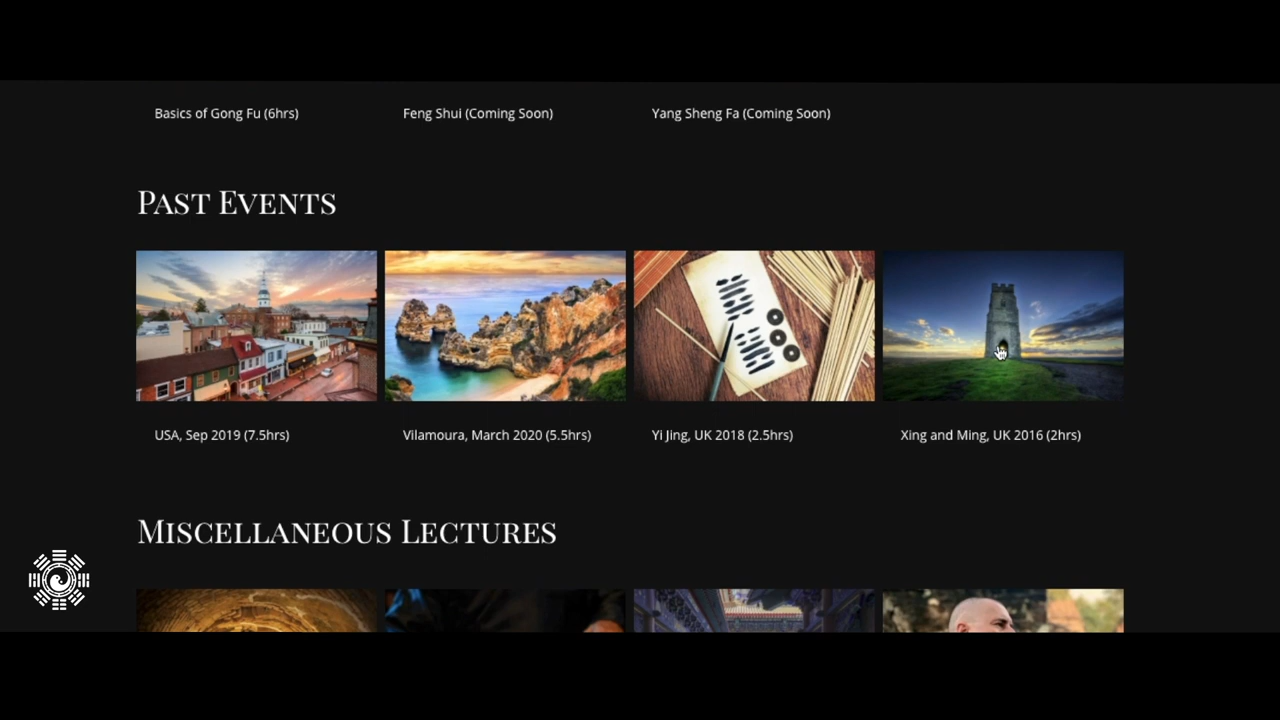 Basics of Gong Fu (6hrs)
Feng Shui (Coming Soon)
Yang Sheng Fa (Coming Soon)
Past Events
USA, Sep 2019 (7.5hrs)
Vilamoura, March 2020 (5.5hrs)
Yi Jing, UK 2018 (2.5hrs)
Xing and Ming, UK 2016 (2hrs)
Miscellaneous Lectures